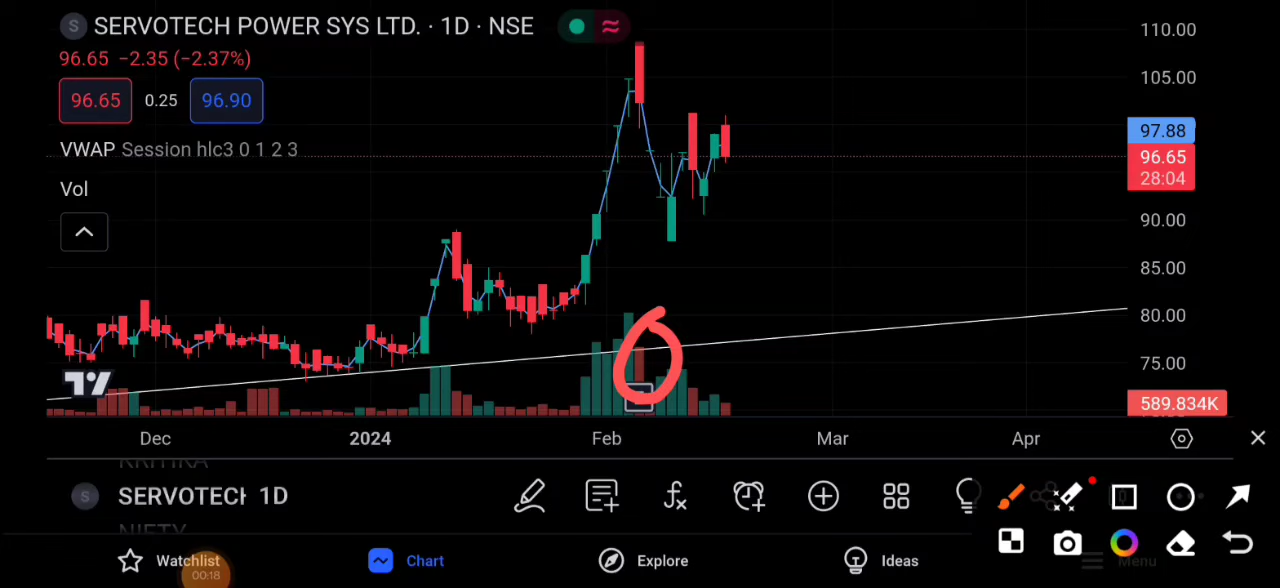 S SERVOTECH POWER SYS LTD. · 1D · NSE
96.65 −2.35 (−2.37%)
96.65 0.25 96.90
VWAP Session hlc3 0 1 2 3
Vol
110.00
105.00
97.88
96.65
28:04
90.00
85.00
80.00
75.00
589.834K
Dec 2024 Feb Mar Apr
KRITIKA
S SERVOTECH 1D
NIFTY
Watchlist Chart Explore Ideas Menu
00:18